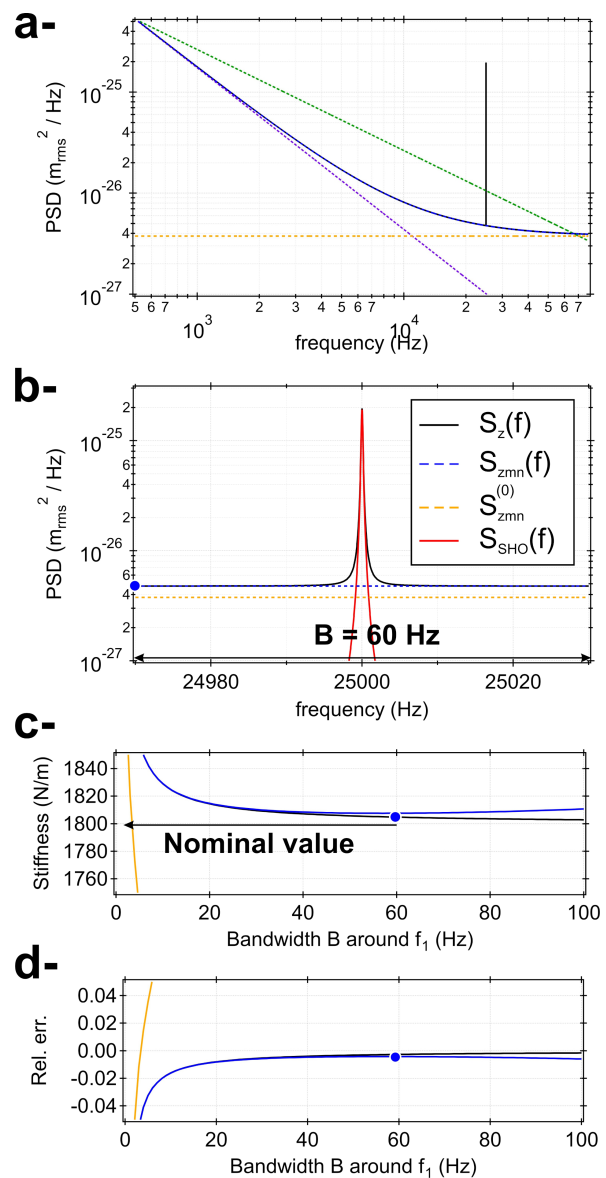 a-
PSD (m_rms^2 / Hz)
4
2
10^-25
4
2
10^-26
4
2
10^-27
5 6 7 2 3 4 5 6 7 2 3 4 5 6 7
10^3 10^4
frequency (Hz)
b-
PSD (m_rms^2 / Hz)
2
10^-25
6
4
2
10^-26
6
4
2
10^-27
S_z(f)
S_zmn(f)
S_zmn^(0)
S_SHO(f)
B = 60 Hz
24980 25000 25020
frequency (Hz)
c-
Stiffness (N/m)
1840
1820
1800
1780
1760
Nominal value
0 20 40 60 80 100
Bandwidth B around f_1 (Hz)
d-
Rel. err.
0.04
0.02
0.00
-0.02
-0.04
0 20 40 60 80 100
Bandwidth B around f_1 (Hz)